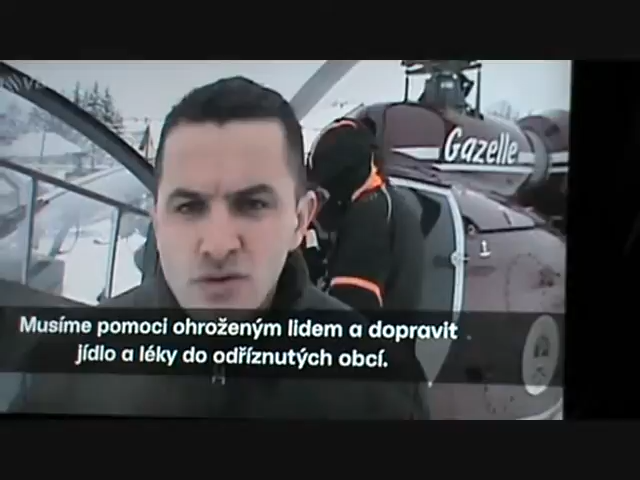 Gazelle
Musíme pomoci ohroženým lidem a dopravit
jídlo a léky do odříznutých obcí.